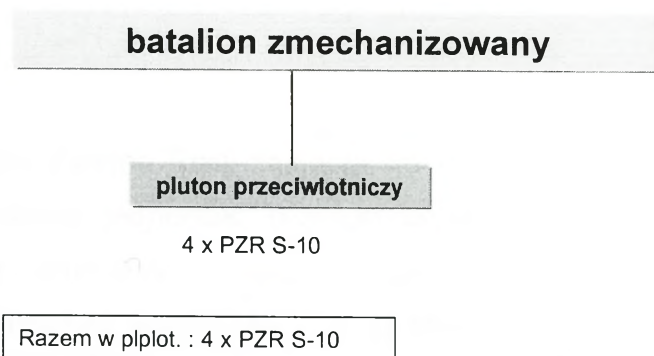 batalion zmechanizowany
pluton przeciwlotniczy
4 x PZR S-10
Razem w plplot. : 4 x PZR S-10